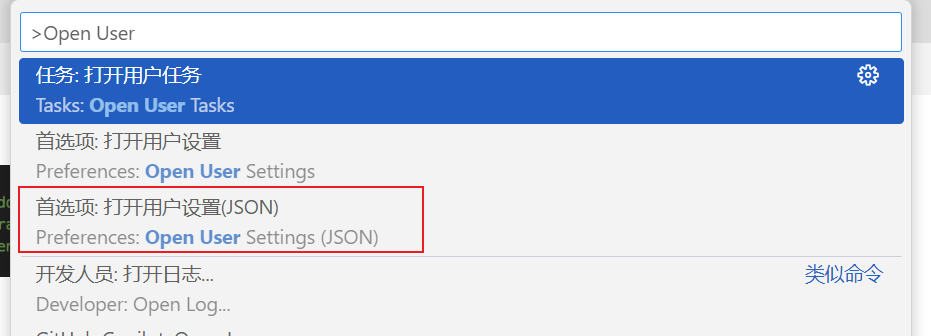 >Open User
任务: 打开用户任务
Tasks: Open User Tasks
首选项: 打开用户设置
Preferences: Open User Settings
首选项: 打开用户设置(JSON)
Preferences: Open User Settings (JSON)
开发人员: 打开日志... 类似命令
Developer: Open Log...